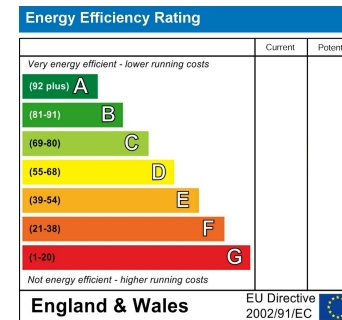 Energy Efficiency Rating
Current Potent
Very energy efficient - lower running costs
(92 plus) A
(81-91) B
(69-80) C
(55-68) D
(39-54) E
(21-38) F
(1-20) G
Not energy efficient - higher running costs
England & Wales
EU Directive
2002/91/EC